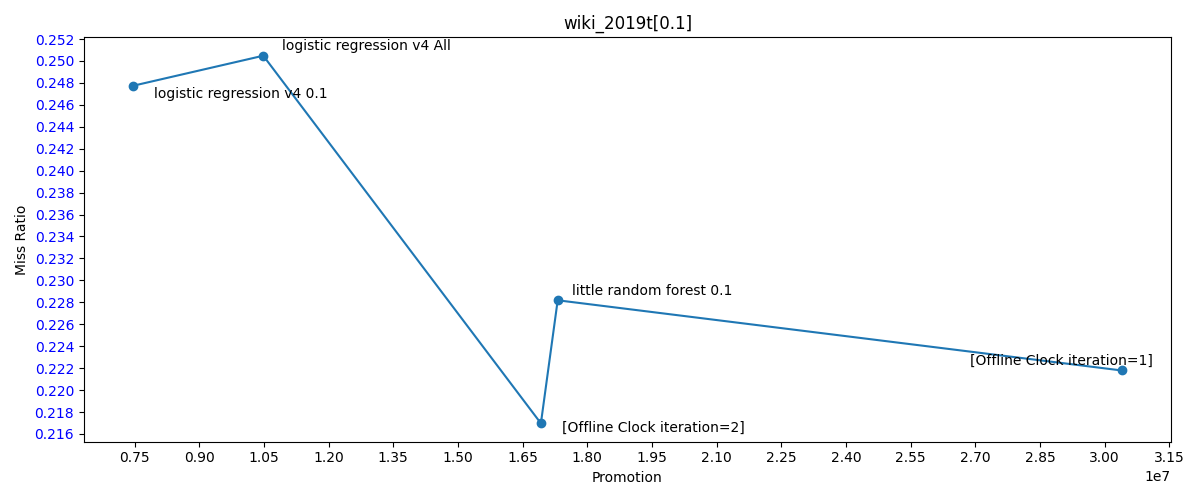 wiki_2019t[0.1]
0.252
0.250
0.248
0.246
0.244
0.242
0.240
0.238
0.236
0.234
0.232
0.230
0.228
0.226
0.224
0.222
0.220
0.218
0.216
Miss Ratio
logistic regression v4 All
logistic regression v4 0.1
little random forest 0.1
[Offline Clock iteration=1]
[Offline Clock iteration=2]
0.75 0.90 1.05 1.20 1.35 1.50 1.65 1.80 1.95 2.10 2.25 2.40 2.55 2.70 2.85 3.00 3.15
1e7
Promotion